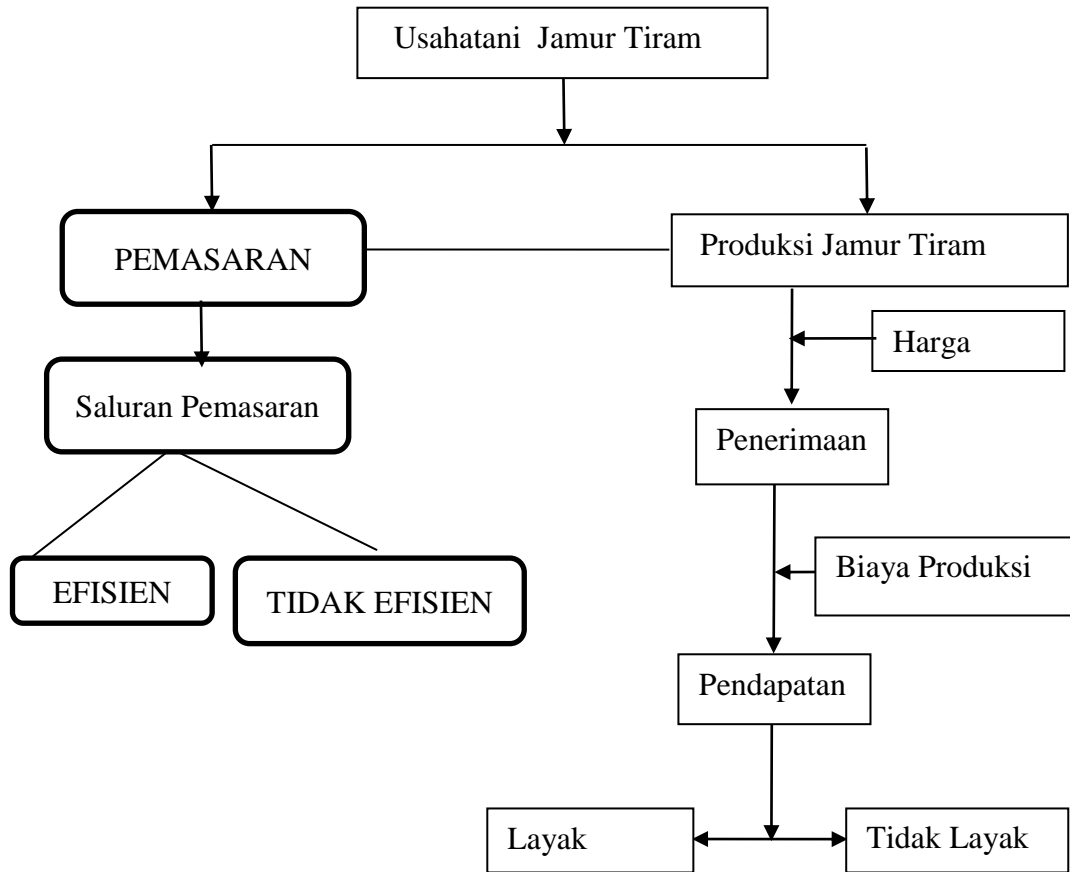 Usahatani Jamur Tiram
PEMASARAN
Produksi Jamur Tiram
Harga
Saluran Pemasaran
Penerimaan
Biaya Produksi
EFISIEN
TIDAK EFISIEN
Pendapatan
Layak
Tidak Layak